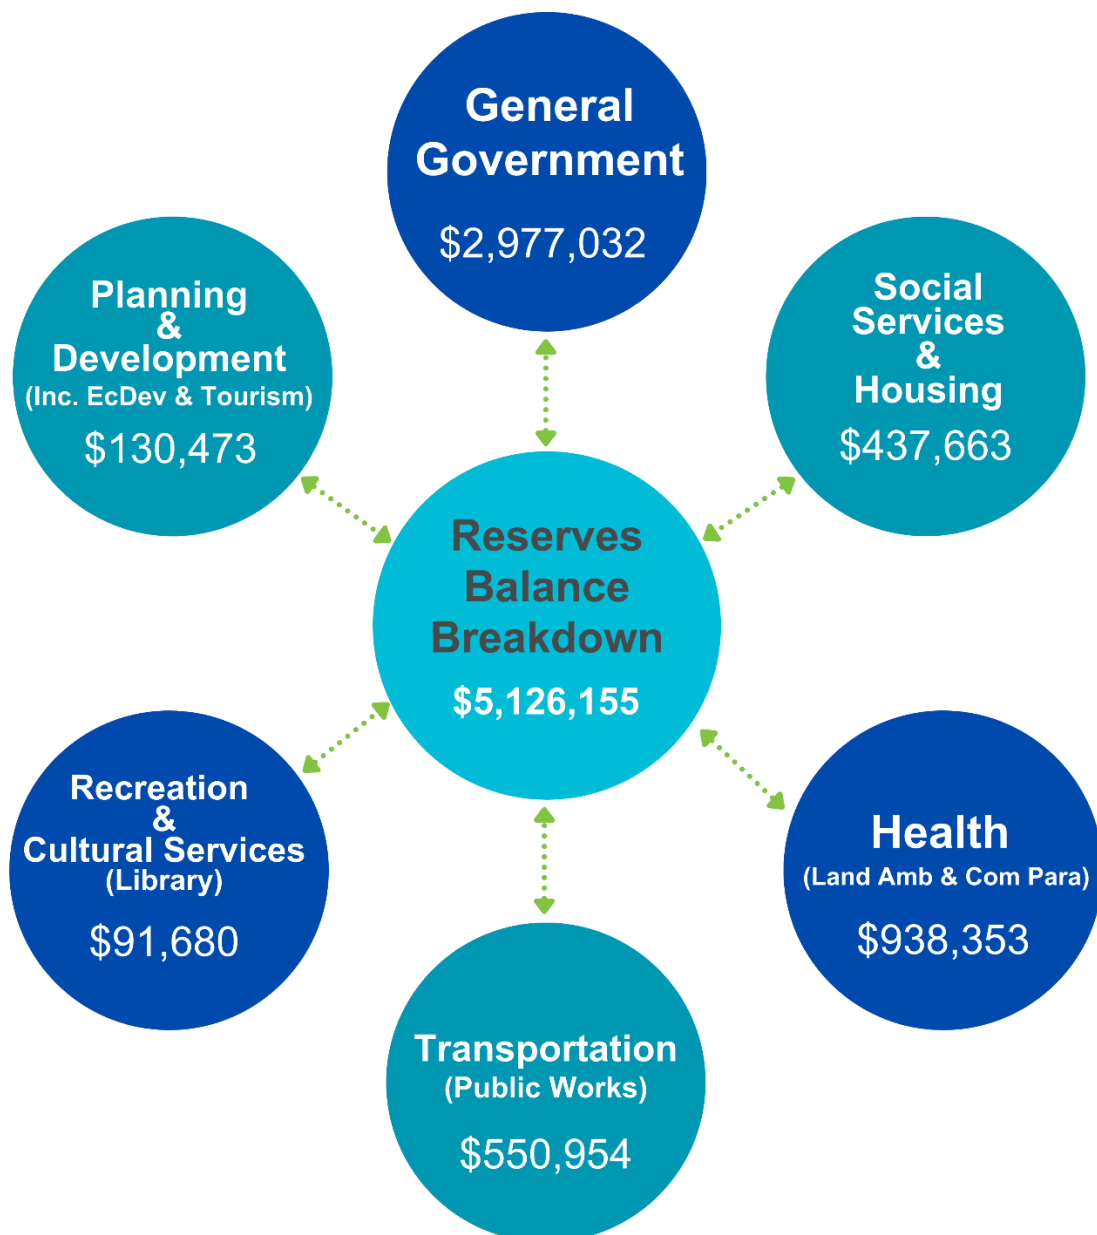 General
Government
$2,977,032
Planning
&
Development
(Inc. EcDev & Tourism)
$130,473
Social
Services
&
Housing
$437,663
Reserves
Balance
Breakdown
$5,126,155
Recreation
&
Cultural Services
(Library)
$91,680
Health
(Land Amb & Com Para)
$938,353
Transportation
(Public Works)
$550,954